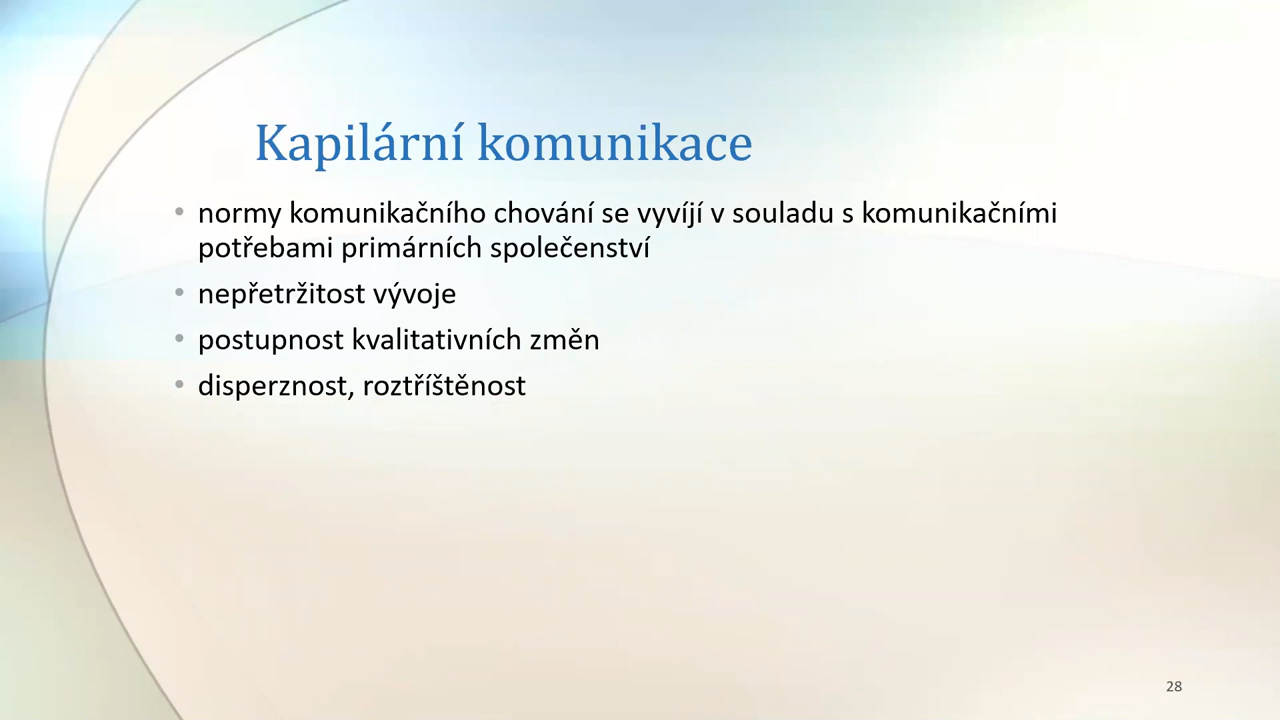 Kapilární komunikace
• normy komunikačního chování se vyvíjí v souladu s komunikačními
potřebami primárních společenství
• nepřetržitost vývoje
• postupnost kvalitativních změn
• disperznost, roztříštěnost
28